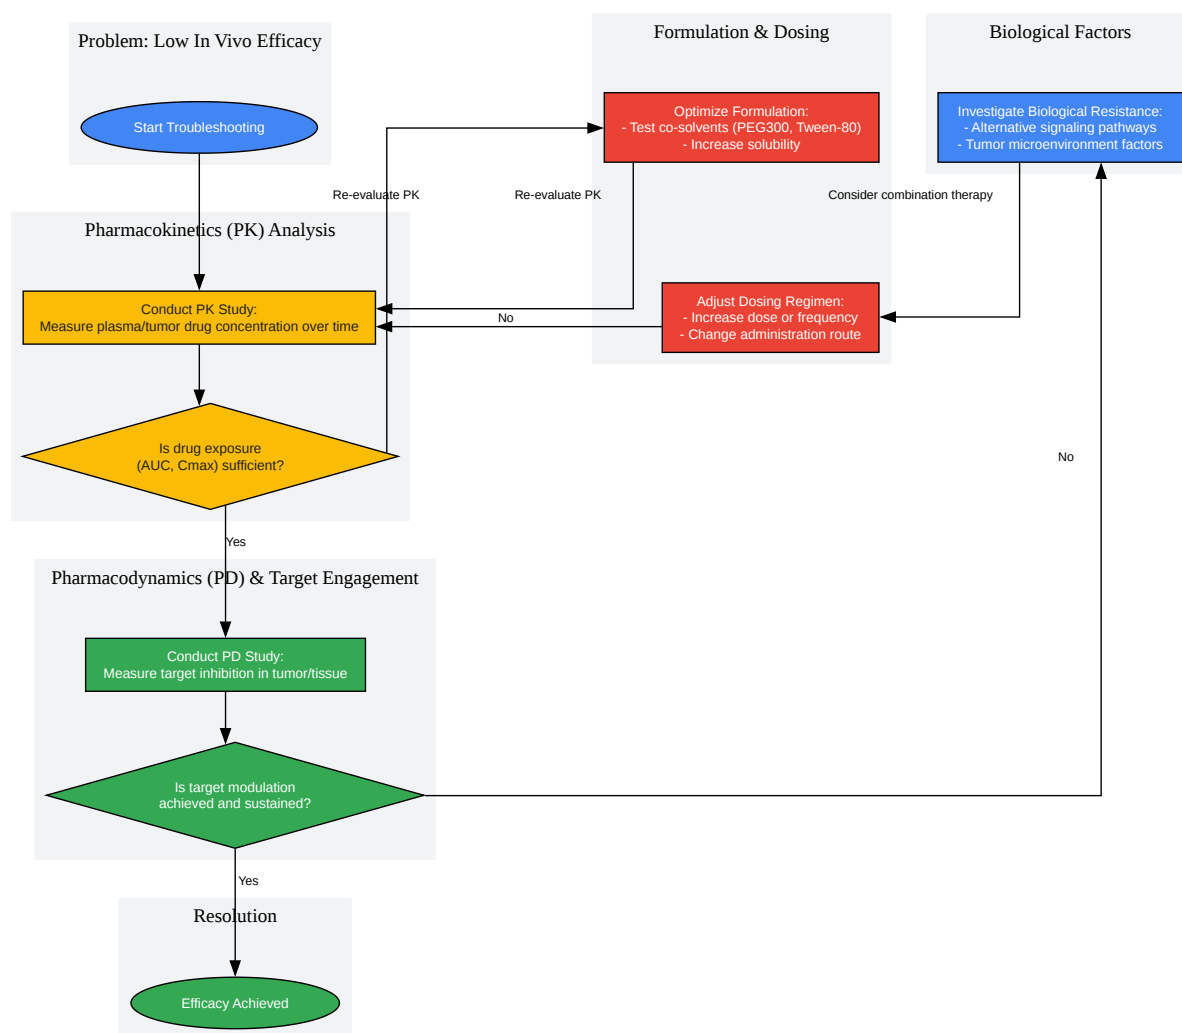 Problem: Low In Vivo Efficacy
Start Troubleshooting
Formulation & Dosing
Optimize Formulation:
- Test co-solvents (PEG300, Tween-80)
- Increase solubility
Biological Factors
Investigate Biological Resistance:
- Alternative signaling pathways
- Tumor microenvironment factors
Re-evaluate PK
Re-evaluate PK
Consider combination therapy
Pharmacokinetics (PK) Analysis
Conduct PK Study:
Measure plasma/tumor drug concentration over time
No
Adjust Dosing Regimen:
- Increase dose or frequency
- Change administration route
Is drug exposure
(AUC, Cmax) sufficient?
No
Yes
Pharmacodynamics (PD) & Target Engagement
Conduct PD Study:
Measure target inhibition in tumor/tissue
Is target modulation
achieved and sustained?
Yes
Resolution
Efficacy Achieved